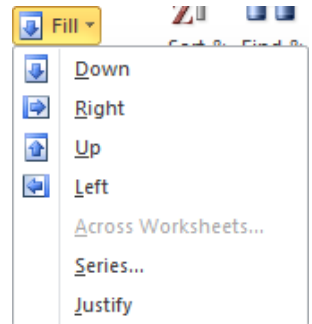 Fill
Down
Right
Up
Left
Across Worksheets...
Series...
Justify